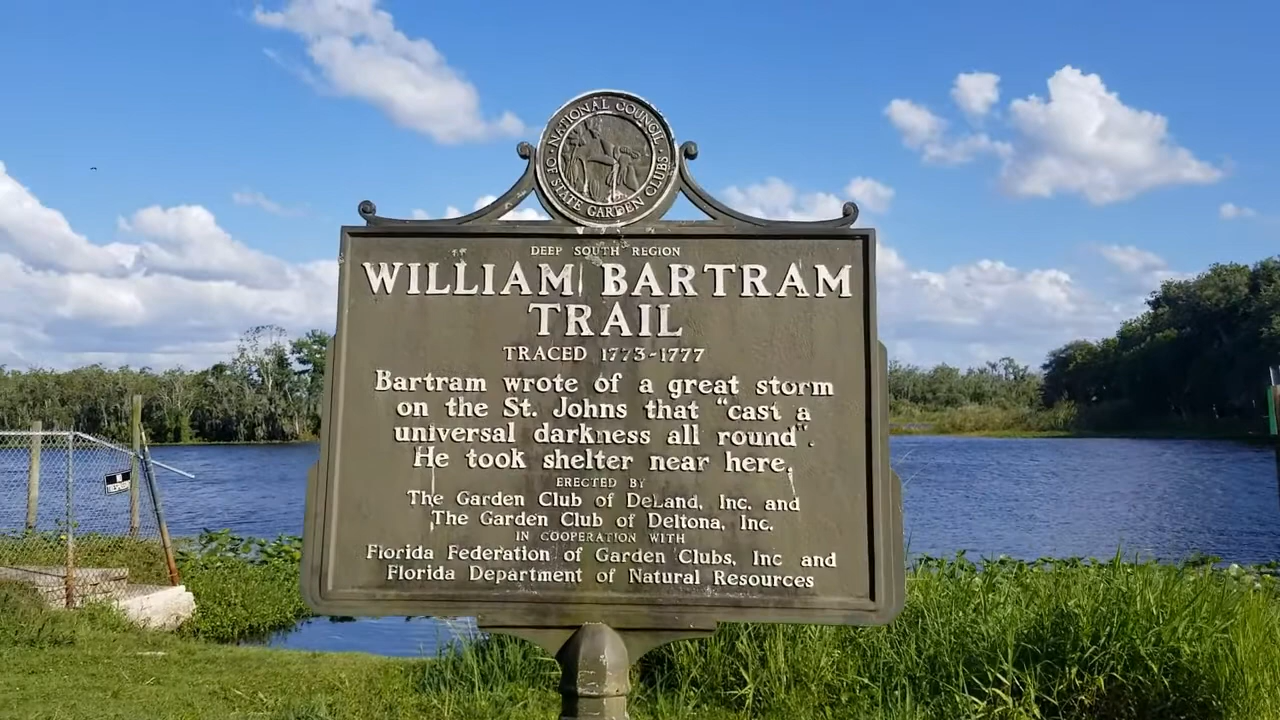 NATIONAL COUNCIL
OF STATE GARDEN CLUBS
DEEP SOUTH REGION
WILLIAM BARTRAM
TRAIL
TRACED 1773-1777
Bartram wrote of a great storm
on the St. Johns that "cast a
universal darkness all round".
He took shelter near here.
ERECTED BY
The Garden Club of DeLand, Inc. and
The Garden Club of Deltona, Inc.
IN COOPERATION WITH
Florida Federation of Garden Clubs, Inc and
Florida Department of Natural Resources
NO
TRESPASSING